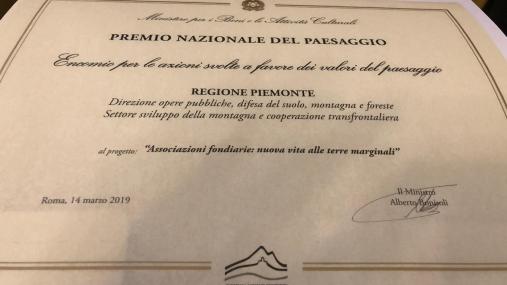 Ministero per i Beni e le Attività Culturali
PREMIO NAZIONALE DEL PAESAGGIO
Encomio per le azioni svolte a favore dei valori del paesaggio
REGIONE PIEMONTE
Direzione opere pubbliche, difesa del suolo, montagna e foreste
Settore sviluppo della montagna e cooperazione transfrontaliera
al progetto: "Associazioni fondiarie: nuova vita alle terre marginali"
Roma, 14 marzo 2019
Il Ministro
Alberto Bonisoli